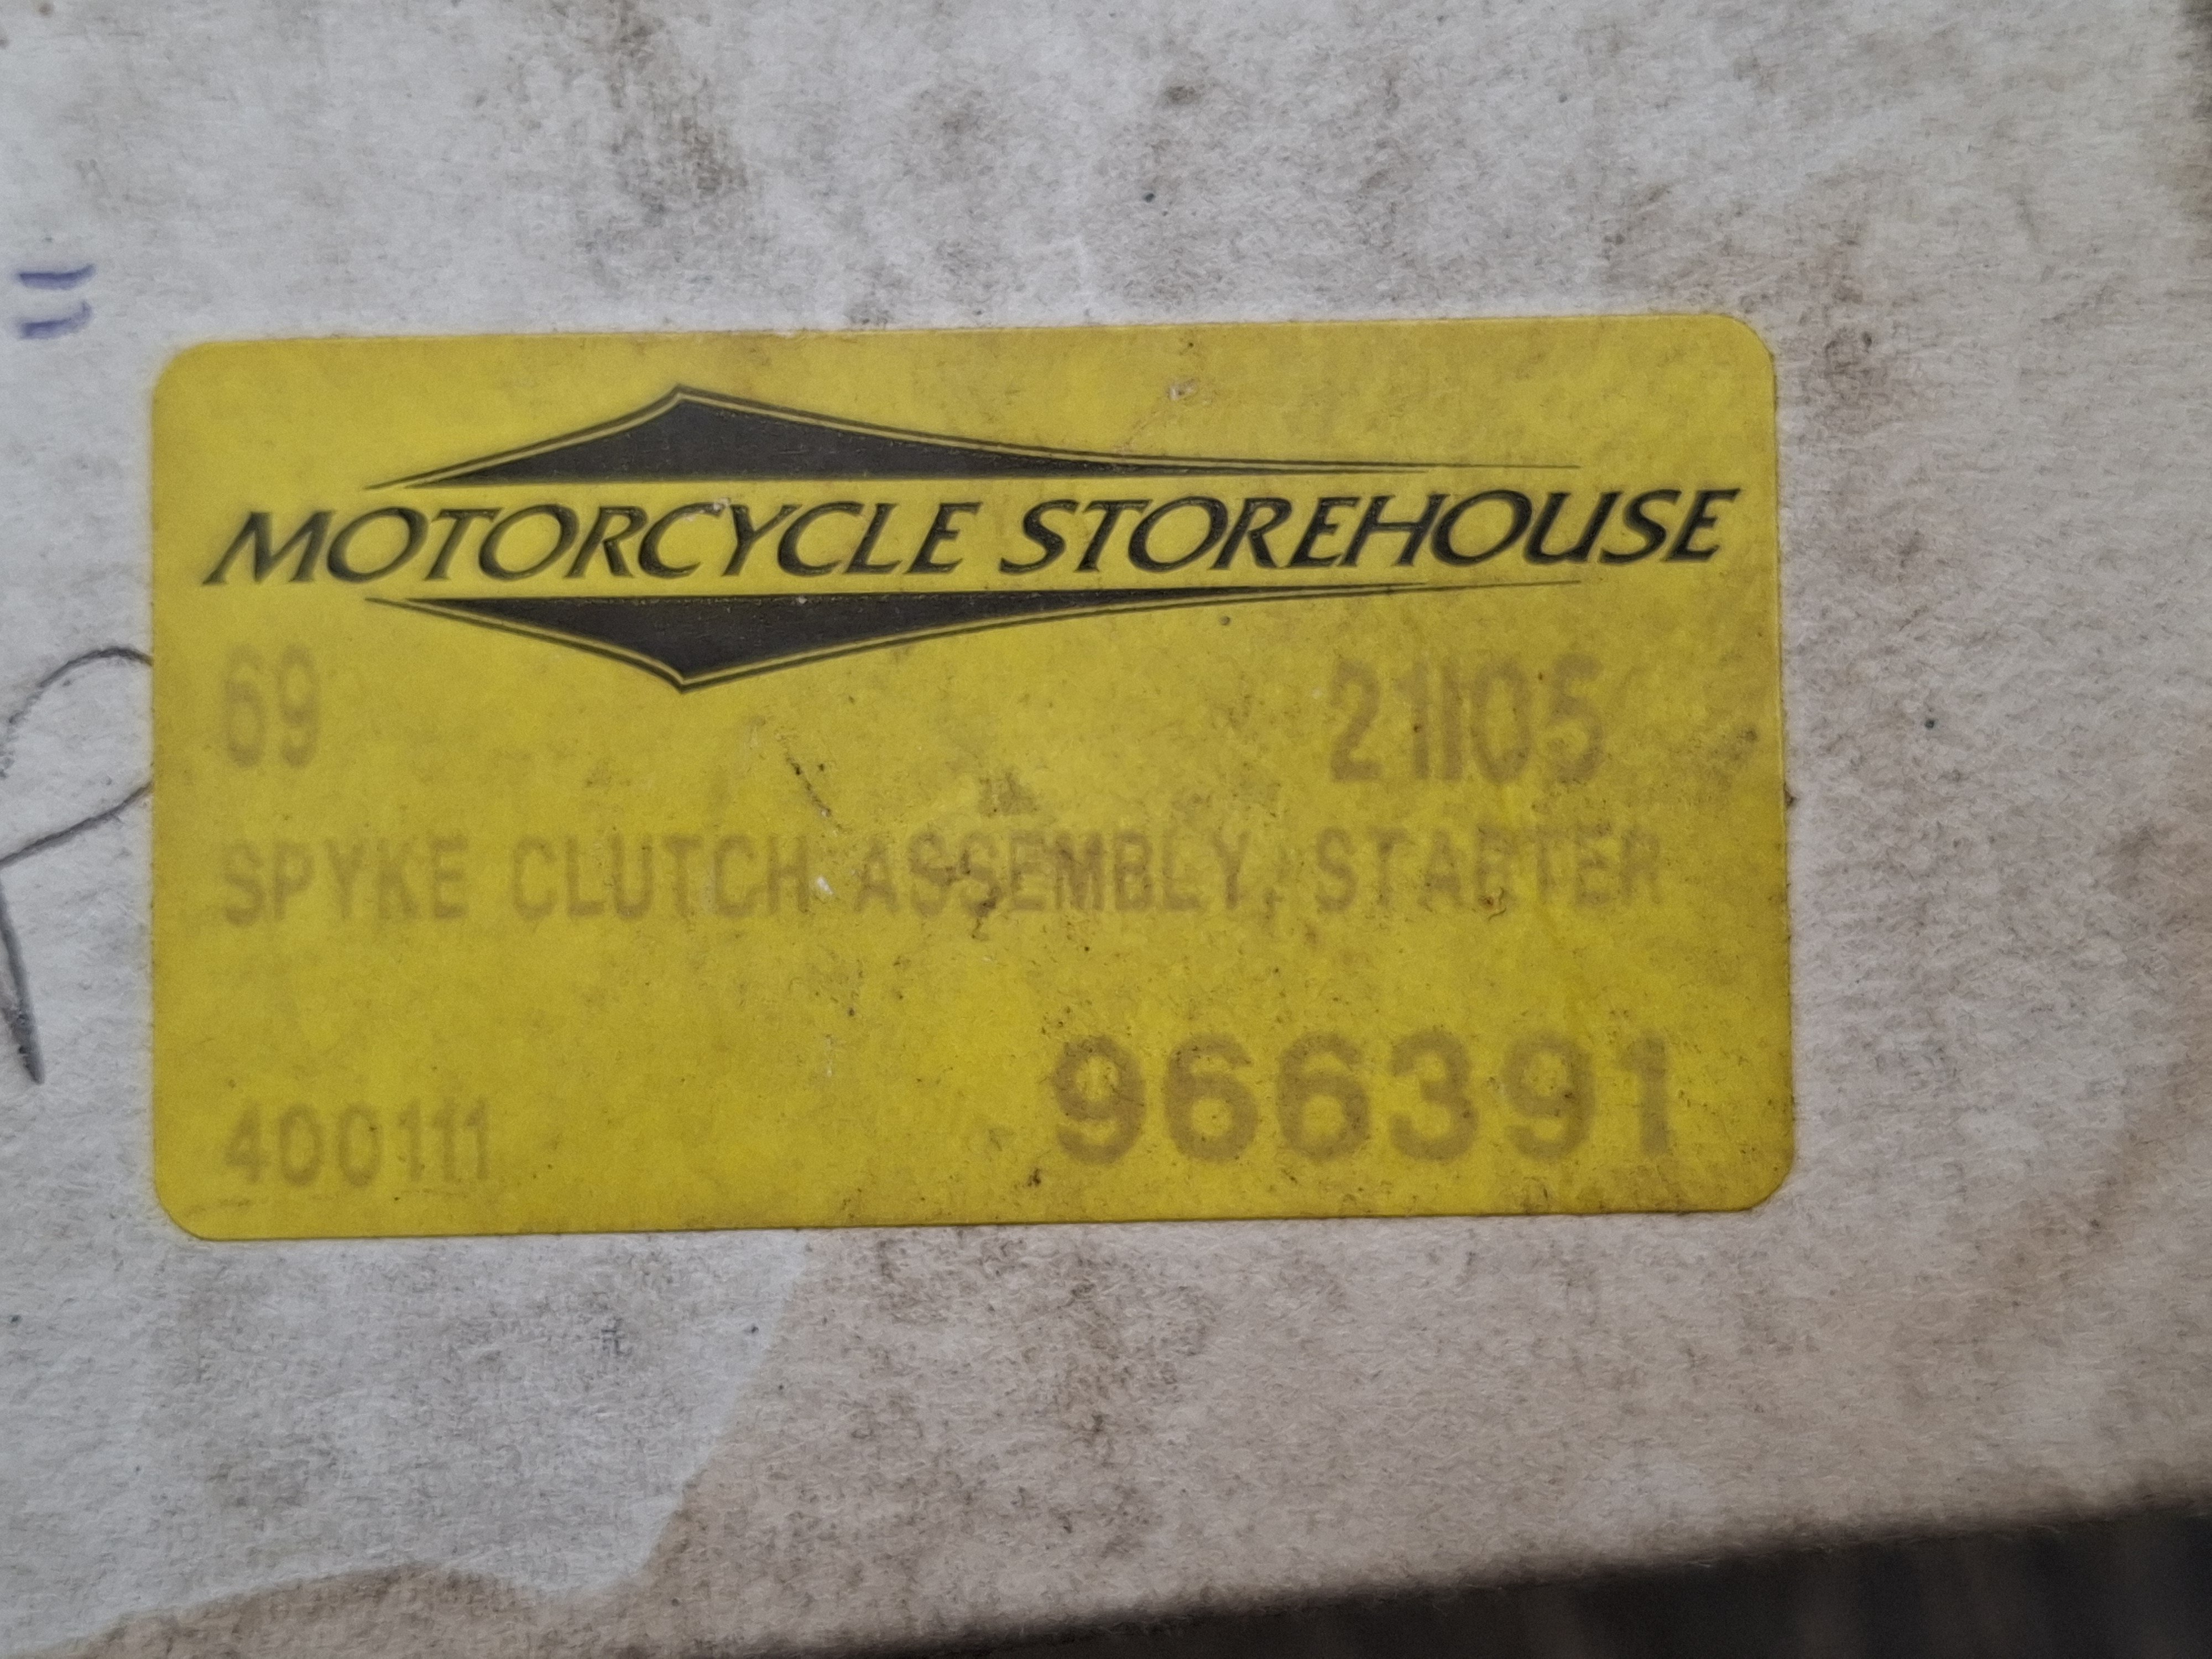 MOTORCYCLE STOREHOUSE
69 21105
SPYKE CLUTCH ASSEMBLY, STARTER
400111 966391